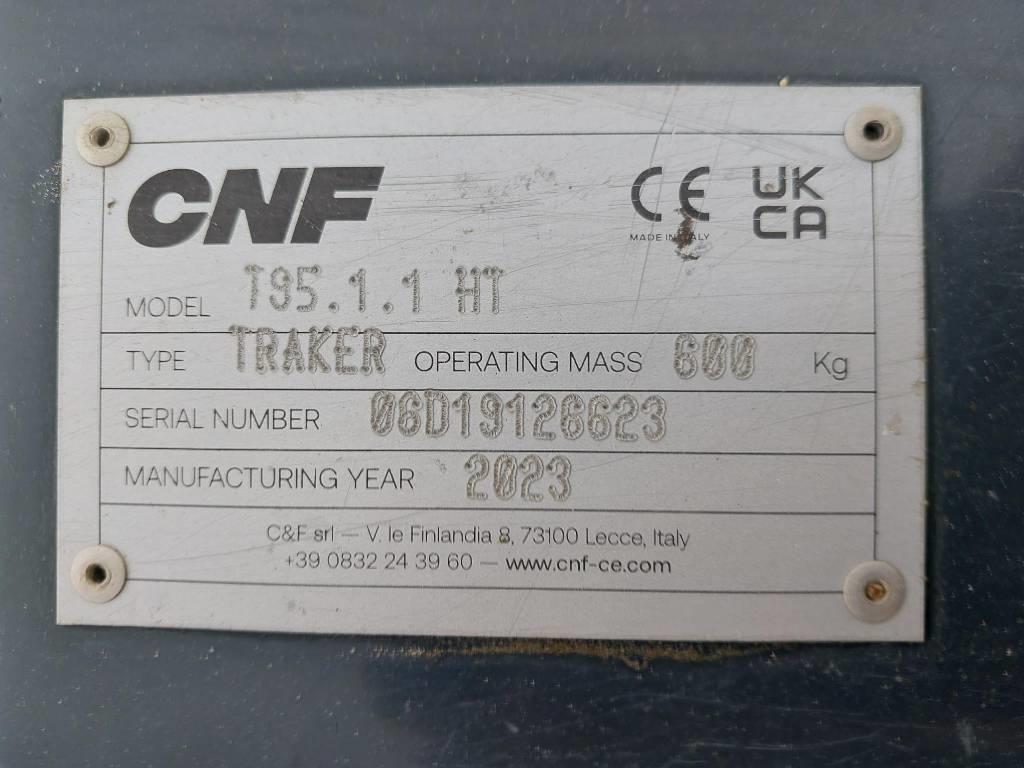 CNF
CE UK
CA
MADE IN ITALY
MODEL T95.1.1 HT
TYPE TRAKER OPERATING MASS 600 Kg
SERIAL NUMBER 06D19126623
MANUFACTURING YEAR 2023
C&F srl — V. le Finlandia 8, 73100 Lecce, Italy
+39 0832 24 39 60 — www.cnf-ce.com